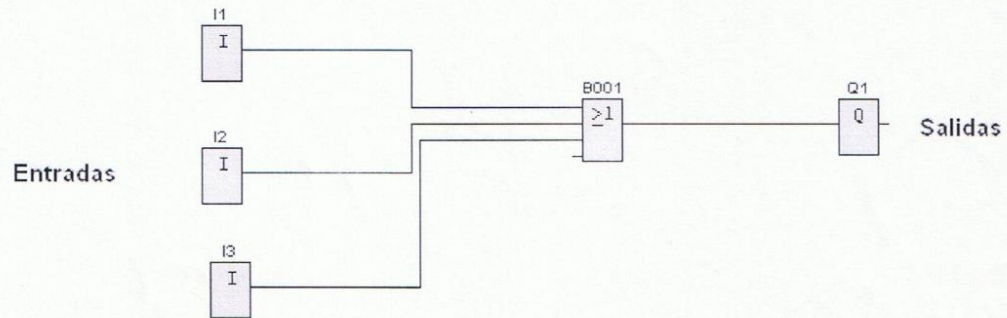 I1
I
B001
≥1
Q1
Q
Salidas
I2
I
Entradas
I3
I